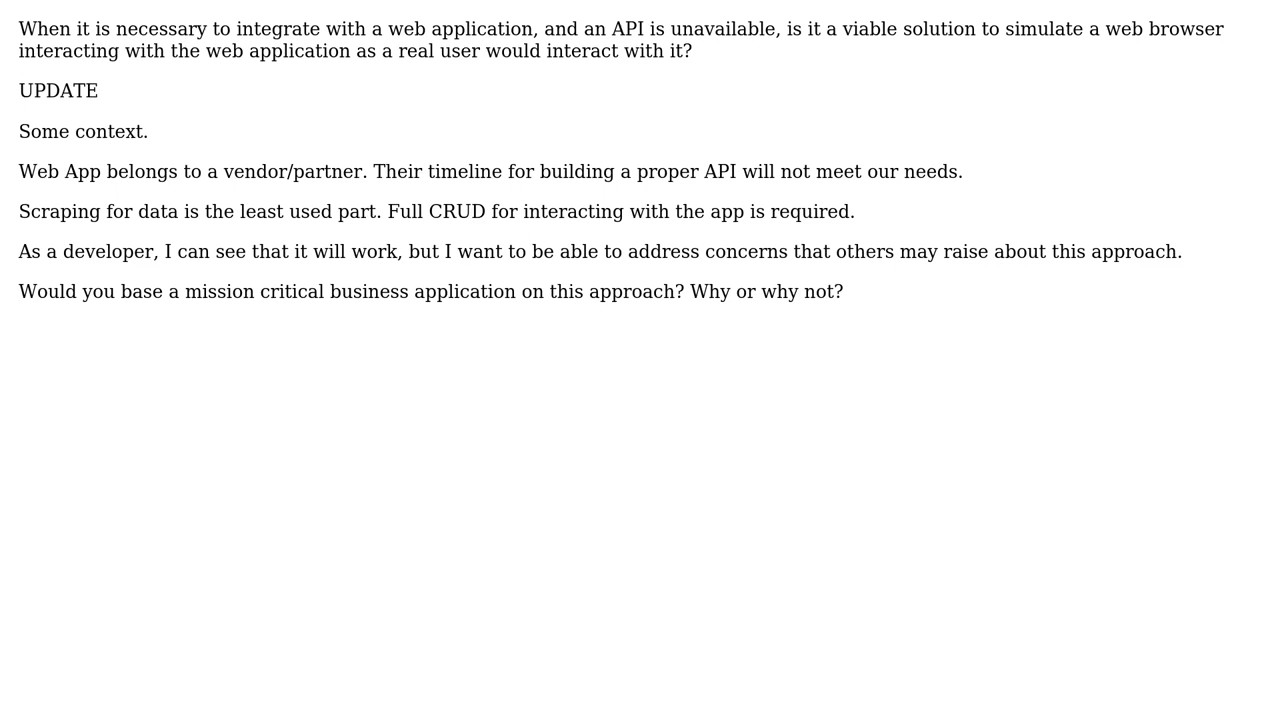 When it is necessary to integrate with a web application, and an API is unavailable, is it a viable solution to simulate a web browser
interacting with the web application as a real user would interact with it?
UPDATE
Some context.
Web App belongs to a vendor/partner. Their timeline for building a proper API will not meet our needs.
Scraping for data is the least used part. Full CRUD for interacting with the app is required.
As a developer, I can see that it will work, but I want to be able to address concerns that others may raise about this approach.
Would you base a mission critical business application on this approach? Why or why not?